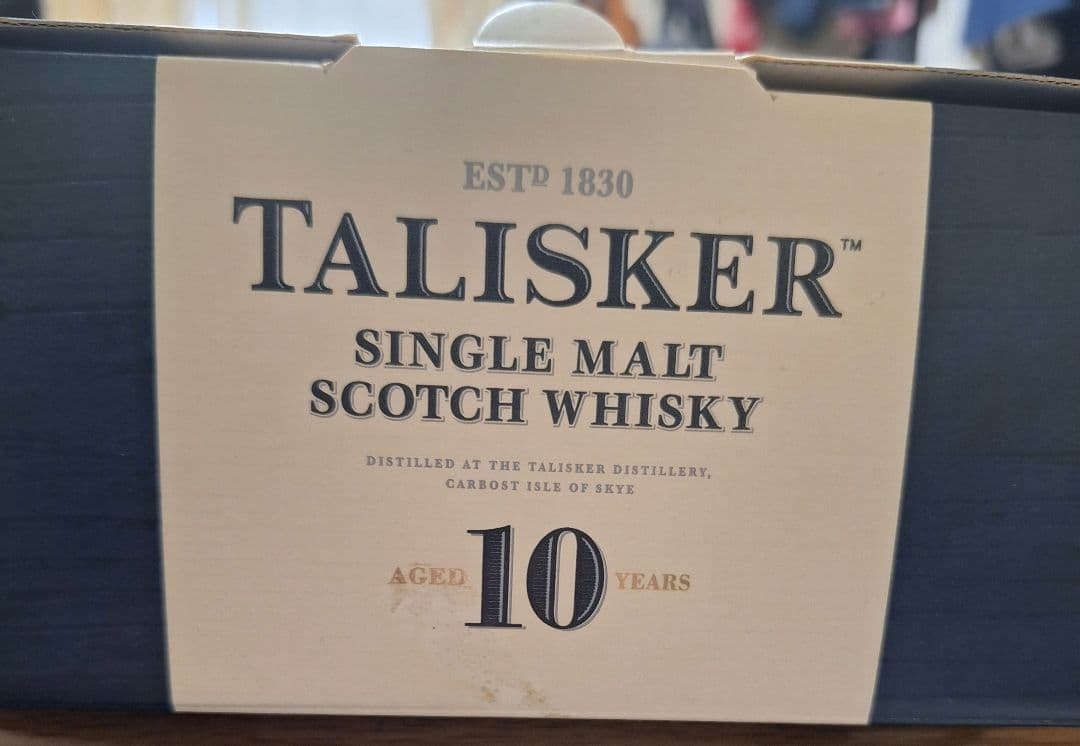 ESTD 1830
TALISKER™
SINGLE MALT
SCOTCH WHISKY
DISTILLED AT THE TALISKER DISTILLERY,
CARBOST ISLE OF SKYE
AGED 10 YEARS